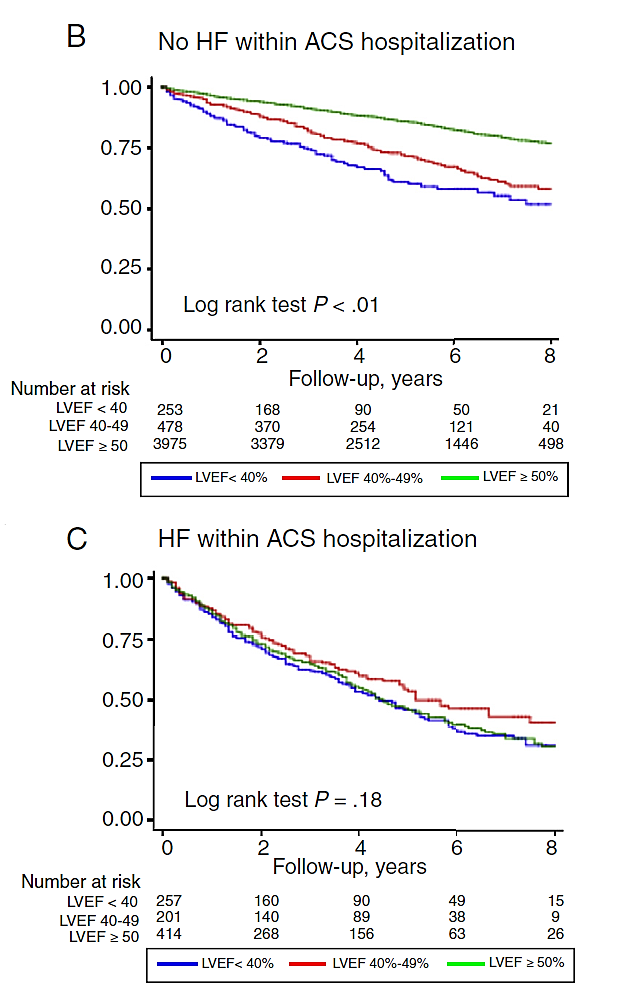 B
No HF within ACS hospitalization
1.00
0.75
0.50
0.25
0.00
Log rank test P < .01
0 2 4 6 8
Follow-up, years
Number at risk
LVEF < 40 253 168 90 50 21
LVEF 40-49 478 370 254 121 40
LVEF ≥ 50 3975 3379 2512 1446 498
LVEF< 40% LVEF 40%-49% LVEF ≥ 50%
C
HF within ACS hospitalization
1.00
0.75
0.50
0.25
0.00
Log rank test P = .18
0 2 4 6 8
Follow-up, years
Number at risk
LVEF < 40 257 160 90 49 15
LVEF 40-49 201 140 89 38 9
LVEF ≥ 50 414 268 156 63 26
LVEF< 40% LVEF 40%-49% LVEF ≥ 50%